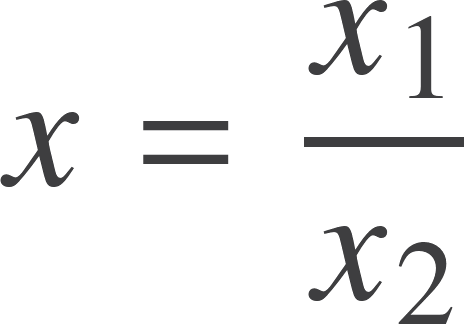 x = x₁/x₂